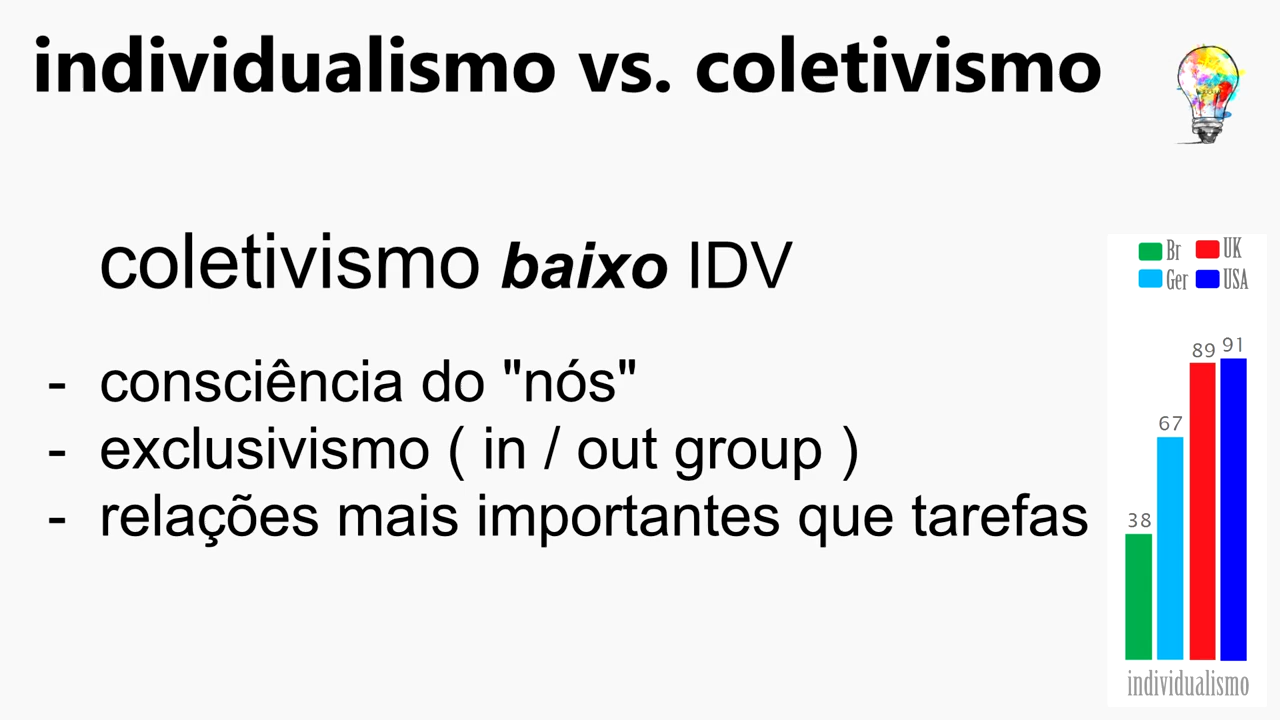 individualismo vs. coletivismo
coletivismo baixo IDV
- consciência do "nós"
- exclusivismo ( in / out group )
- relações mais importantes que tarefas
Br UK
Ger USA
38 67 89 91
individualismo